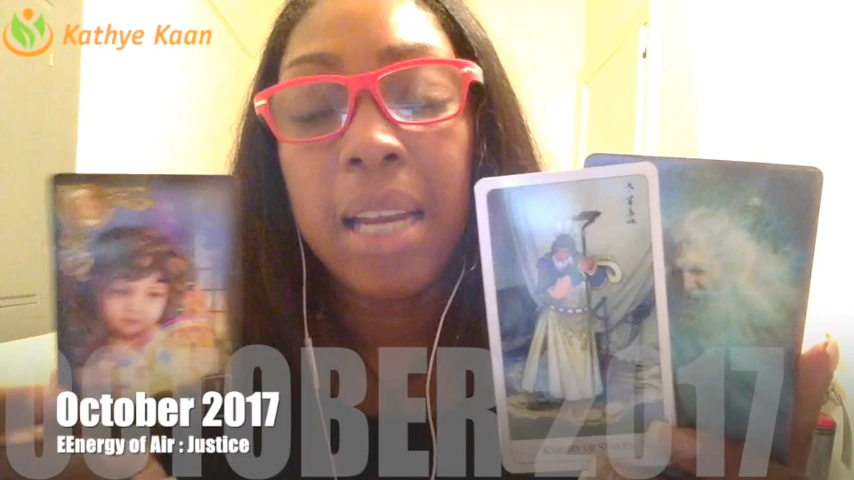 Kathye Kaan
OCTOBER 2017
October 2017
EEnergy of Air : Justice